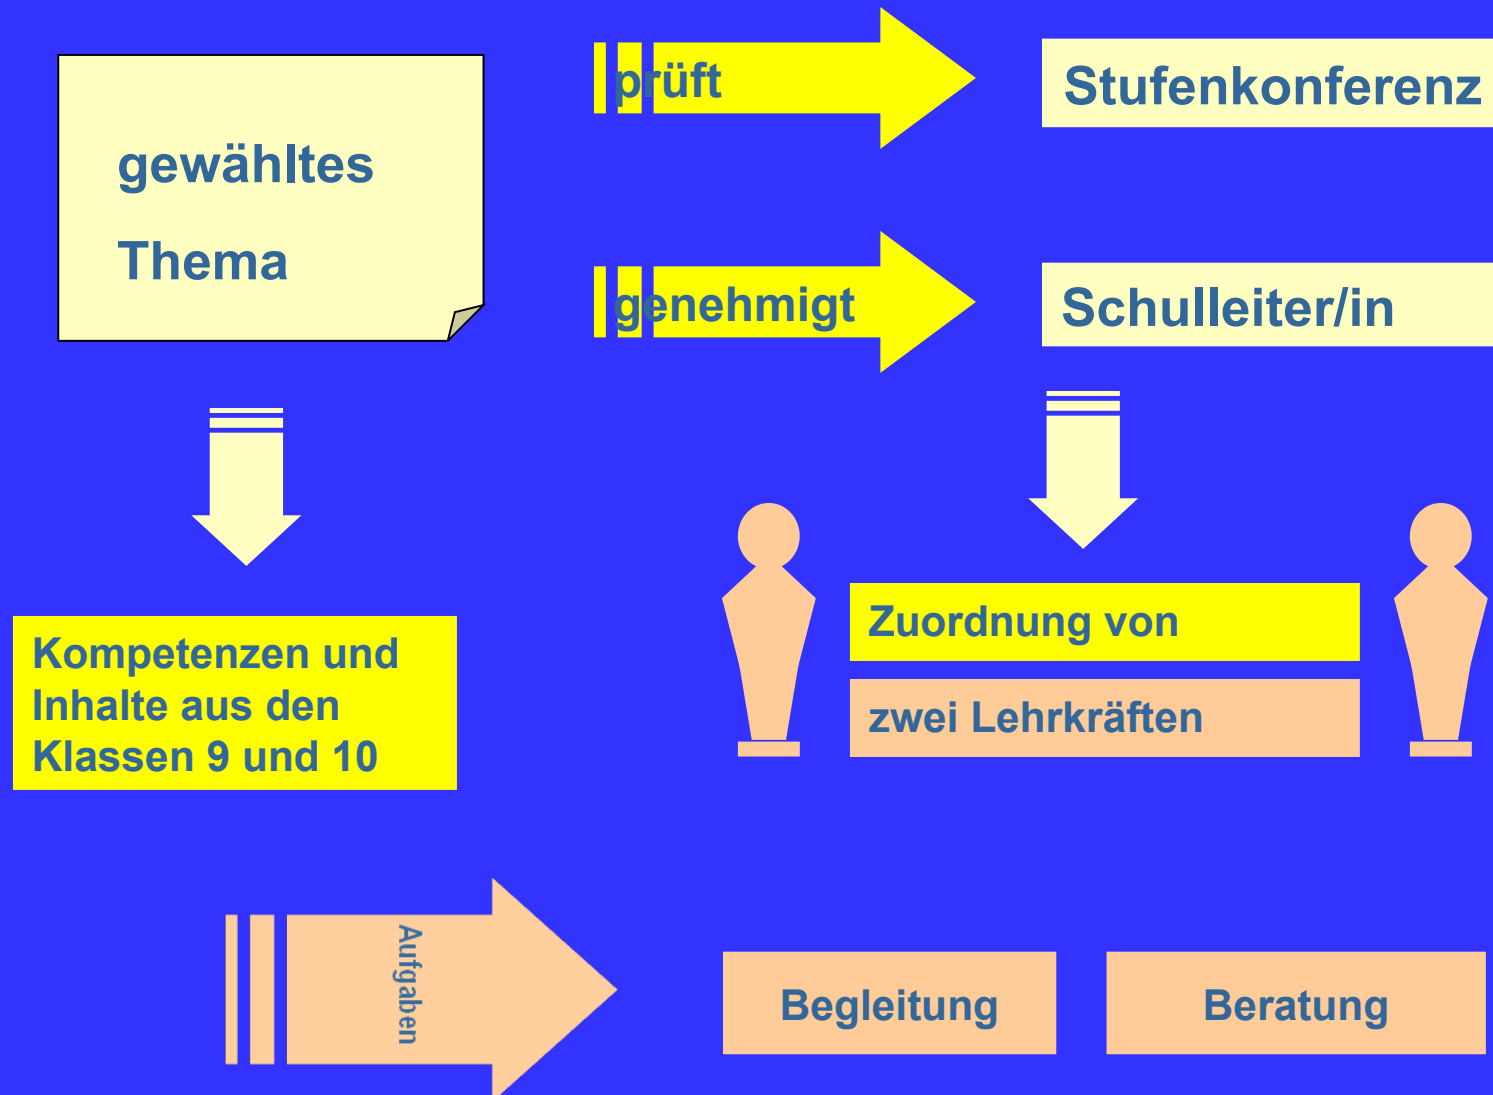 gewähltes
Thema
prüft
Stufenkonferenz
genehmigt
Schulleiter/in
Kompetenzen und
Inhalte aus den
Klassen 9 und 10
Zuordnung von
zwei Lehrkräften
Aufgaben
Begleitung
Beratung